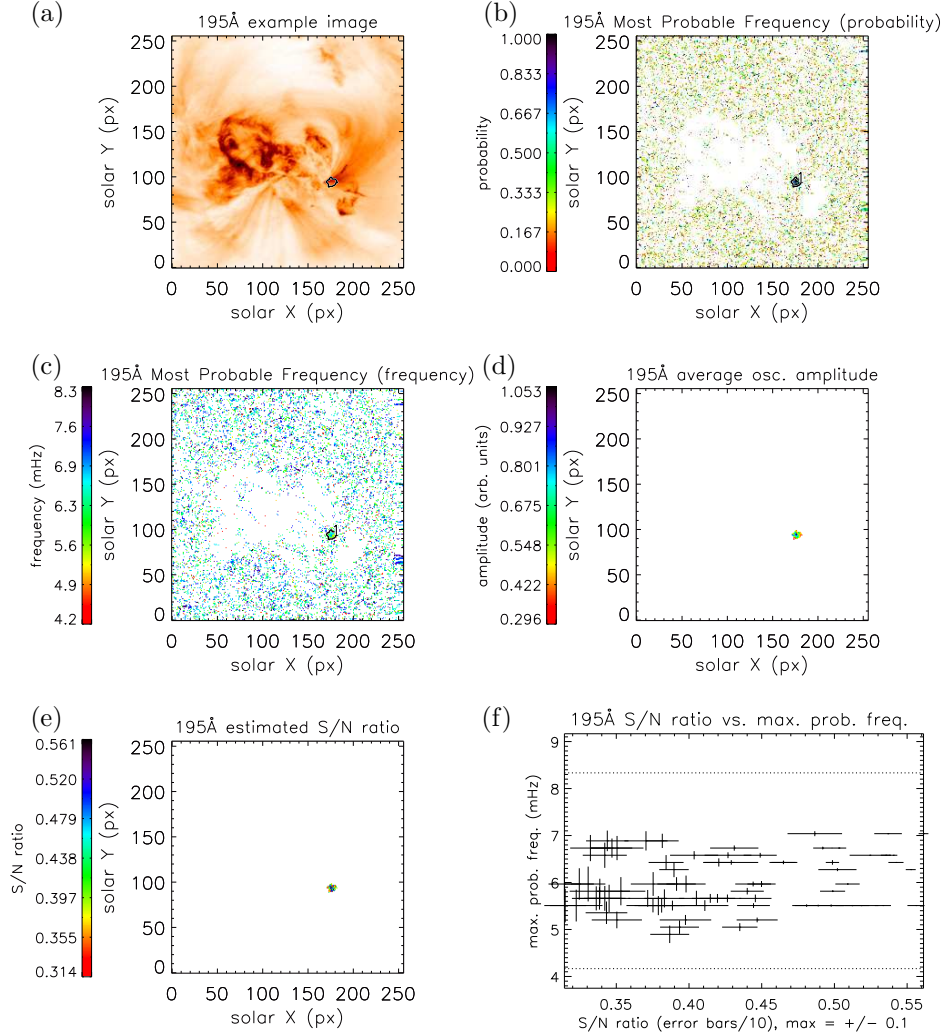 (a)
195Å example image
250
200
150
100
50
0
solar Y (px)
0 50 100 150 200 250
solar X (px)
(b)
195Å Most Probable Frequency (probability)
1.000
0.833
0.667
0.500
0.333
0.167
0.000
probability
250
200
150
100
50
0
solar Y (px)
0 50 100 150 200 250
solar X (px)
(c)
195Å Most Probable Frequency (frequency)
8.3
7.6
6.9
6.3
5.6
4.9
4.2
frequency (mHz)
250
200
150
100
50
0
solar Y (px)
0 50 100 150 200 250
solar X (px)
(d)
195Å average osc. amplitude
1.053
0.927
0.801
0.675
0.548
0.422
0.296
amplitude (arb. units)
250
200
150
100
50
0
solar Y (px)
0 50 100 150 200 250
solar X (px)
(e)
195Å estimated S/N ratio
0.561
0.520
0.479
0.438
0.397
0.355
0.314
S/N ratio
250
200
150
100
50
0
solar Y (px)
0 50 100 150 200 250
solar X (px)
(f)
195Å S/N ratio vs. max. prob. freq.
9
8
7
6
5
4
max. prob. freq. (mHz)
0.35 0.40 0.45 0.50 0.55
S/N ratio (error bars/10), max = +/− 0.1